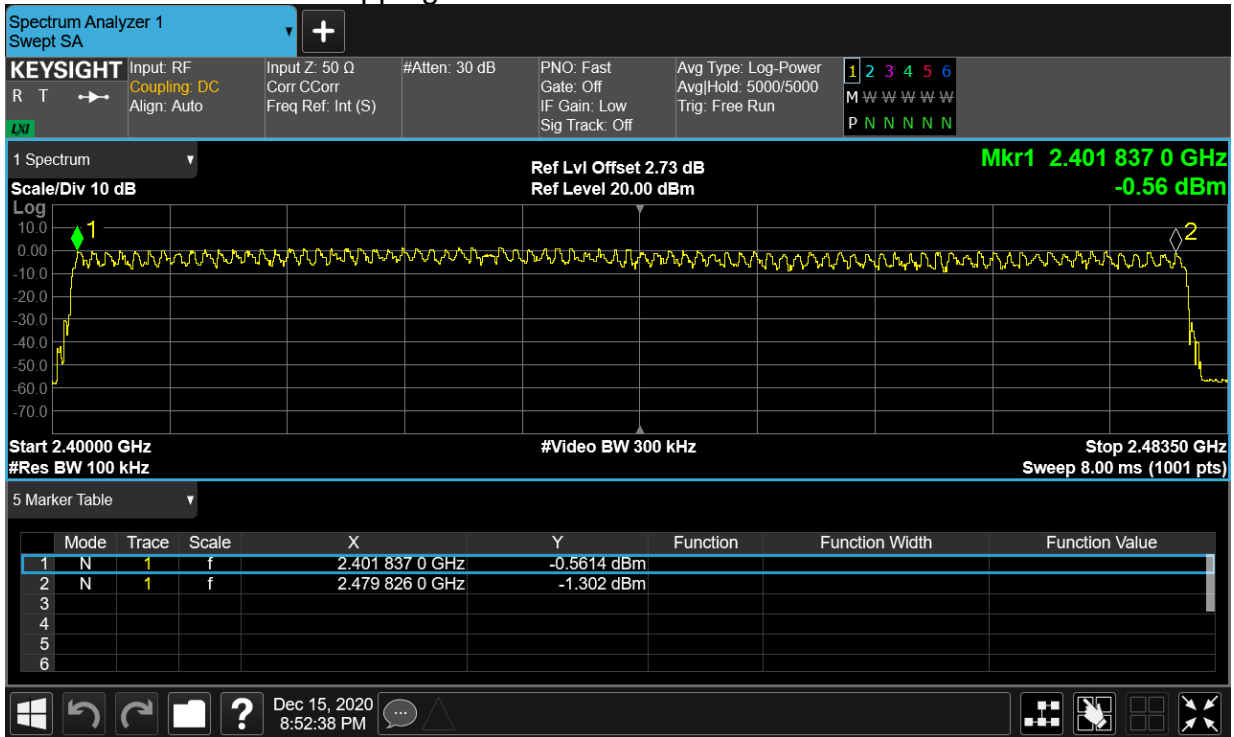 Spectrum Analyzer 1
Swept SA
+
KEYSIGHT Input: RF Input Z: 50 Ω #Atten: 30 dB PNO: Fast Avg Type: Log-Power 1 2 3 4 5 6
R T Coupling: DC Corr CCorr Gate: Off Avg|Hold: 5000/5000 M W W W W W
Align: Auto Freq Ref: Int (S) IF Gain: Low Trig: Free Run
LXI Sig Track: Off P N N N N N
1 Spectrum Ref Lvl Offset 2.73 dB Mkr1 2.401 837 0 GHz
Scale/Div 10 dB Ref Level 20.00 dBm -0.56 dBm
Log
10.0
0.00
-10.0
-20.0
-30.0
-40.0
-50.0
-60.0
-70.0
1
2
Start 2.40000 GHz #Video BW 300 kHz Stop 2.48350 GHz
#Res BW 100 kHz Sweep 8.00 ms (1001 pts)
5 Marker Table
Mode Trace Scale X Y Function Function Width Function Value
1 N 1 f 2.401 837 0 GHz -0.5614 dBm
2 N 1 f 2.479 826 0 GHz -1.302 dBm
3
4
5
6
? Dec 15, 2020
8:52:38 PM